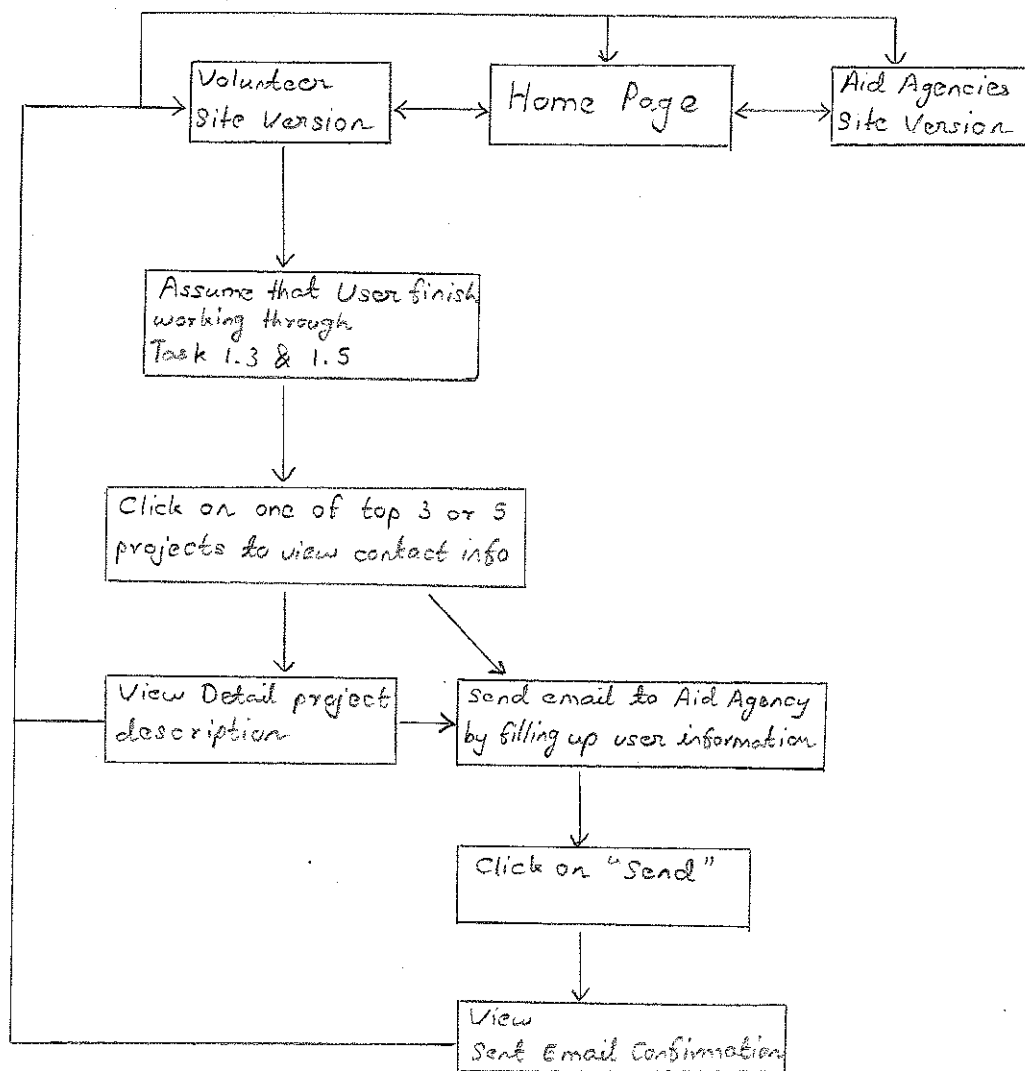 Volunteer
Site Version
Home Page
Aid Agencies
Site Version
Assume that User finish
working through
Task 1.3 & 1.5
Click on one of top 3 or 5
projects to view contact info
View Detail project
description
Send email to Aid Agency
by filling up user information
Click on "Send"
View
Sent Email Confirmation